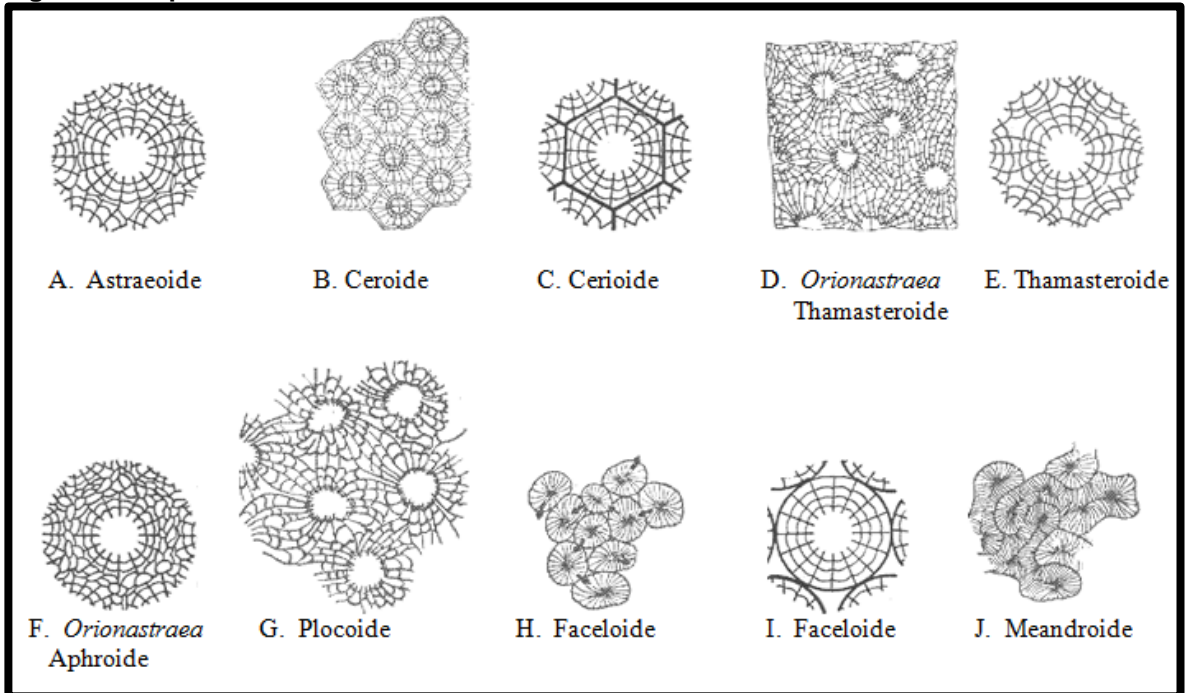 A. Astraeoide
B. Ceroide
C. Cerioide
D. Orionastraea
Thamasteroide
E. Thamasteroide
F. Orionastraea
Aphroide
G. Plocoide
H. Faceloide
I. Faceloide
J. Meandroide